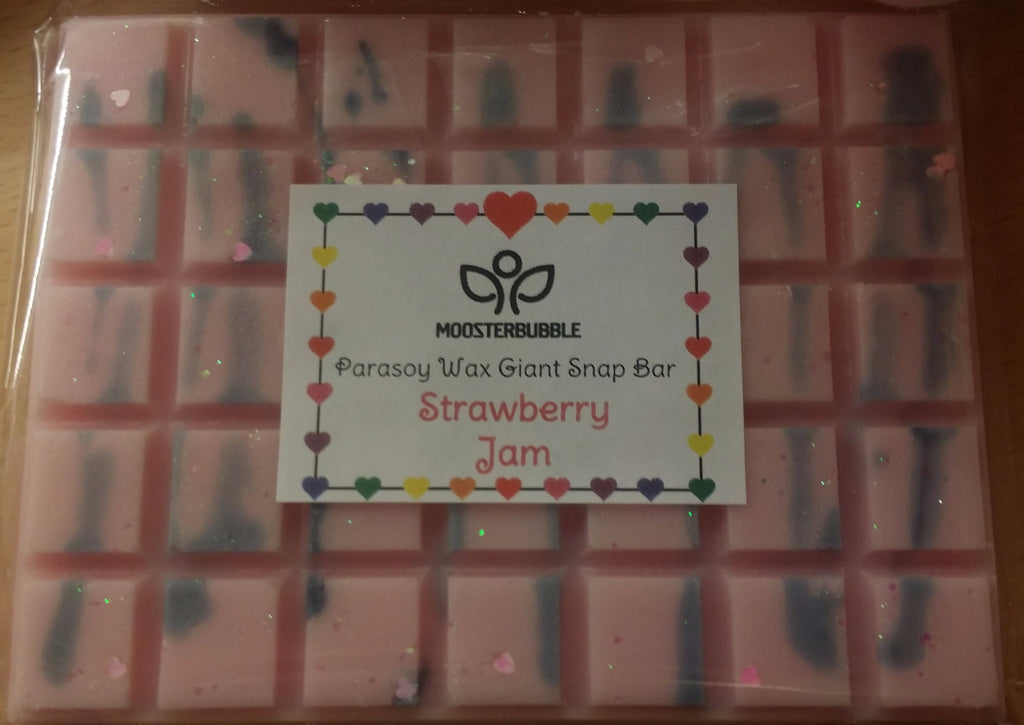 MOOSTERBUBBLE
Parasoy Wax Giant Snap Bar
Strawberry
Jam